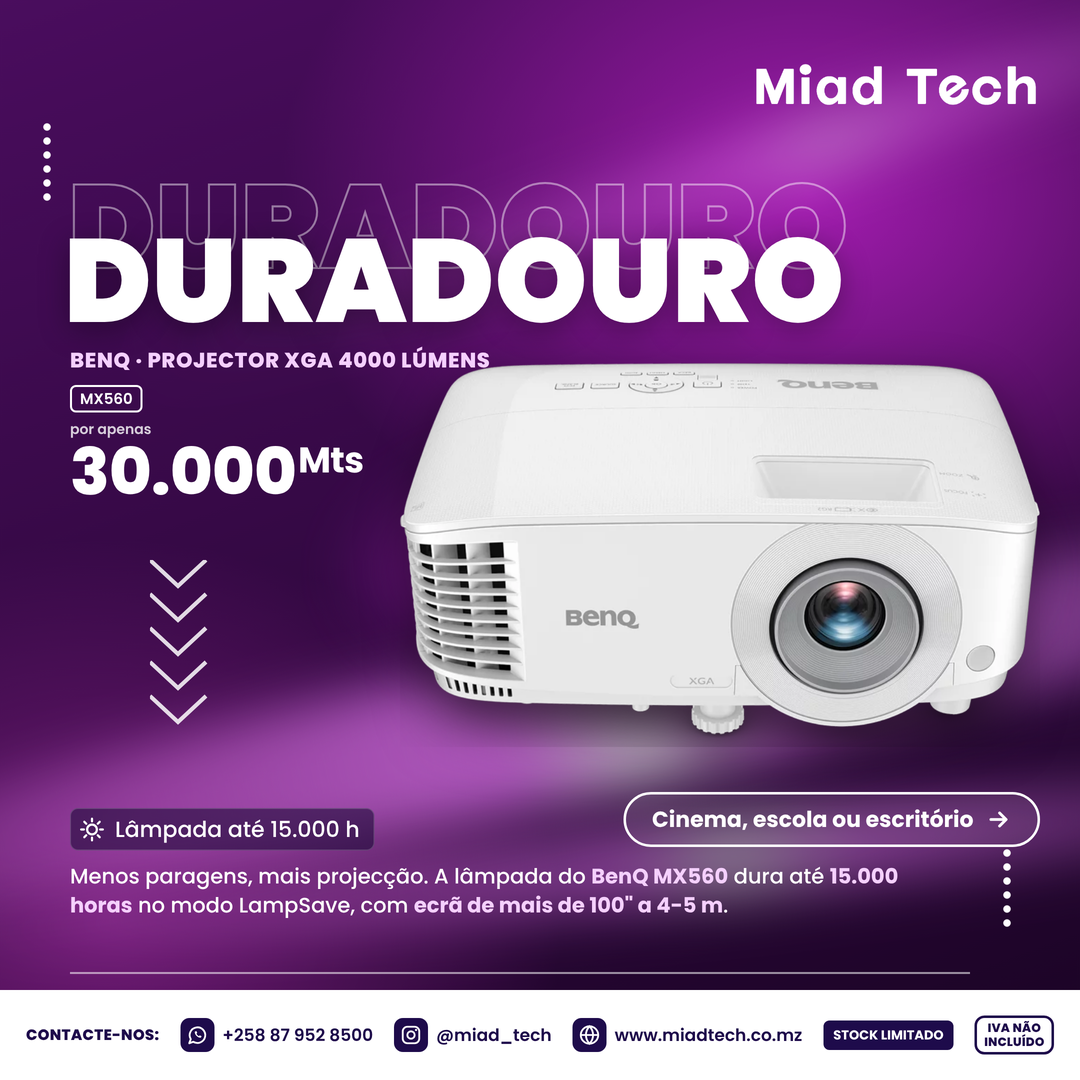 Miad Tech
DURADOURO
DURADOURO
BENQ · PROJECTOR XGA 4000 LÚMENS
MX560
por apenas
30.000Mts
BenQ
BenQ
XGA
Lâmpada até 15.000 h
Cinema, escola ou escritório
Menos paragens, mais projecção. A lâmpada do BenQ MX560 dura até 15.000
horas no modo LampSave, com ecrã de mais de 100" a 4-5 m.
CONTACTE-NOS:
+258 87 952 8500
@miad_tech
www.miadtech.co.mz
STOCK LIMITADO
IVA NÃO
INCLUÍDO